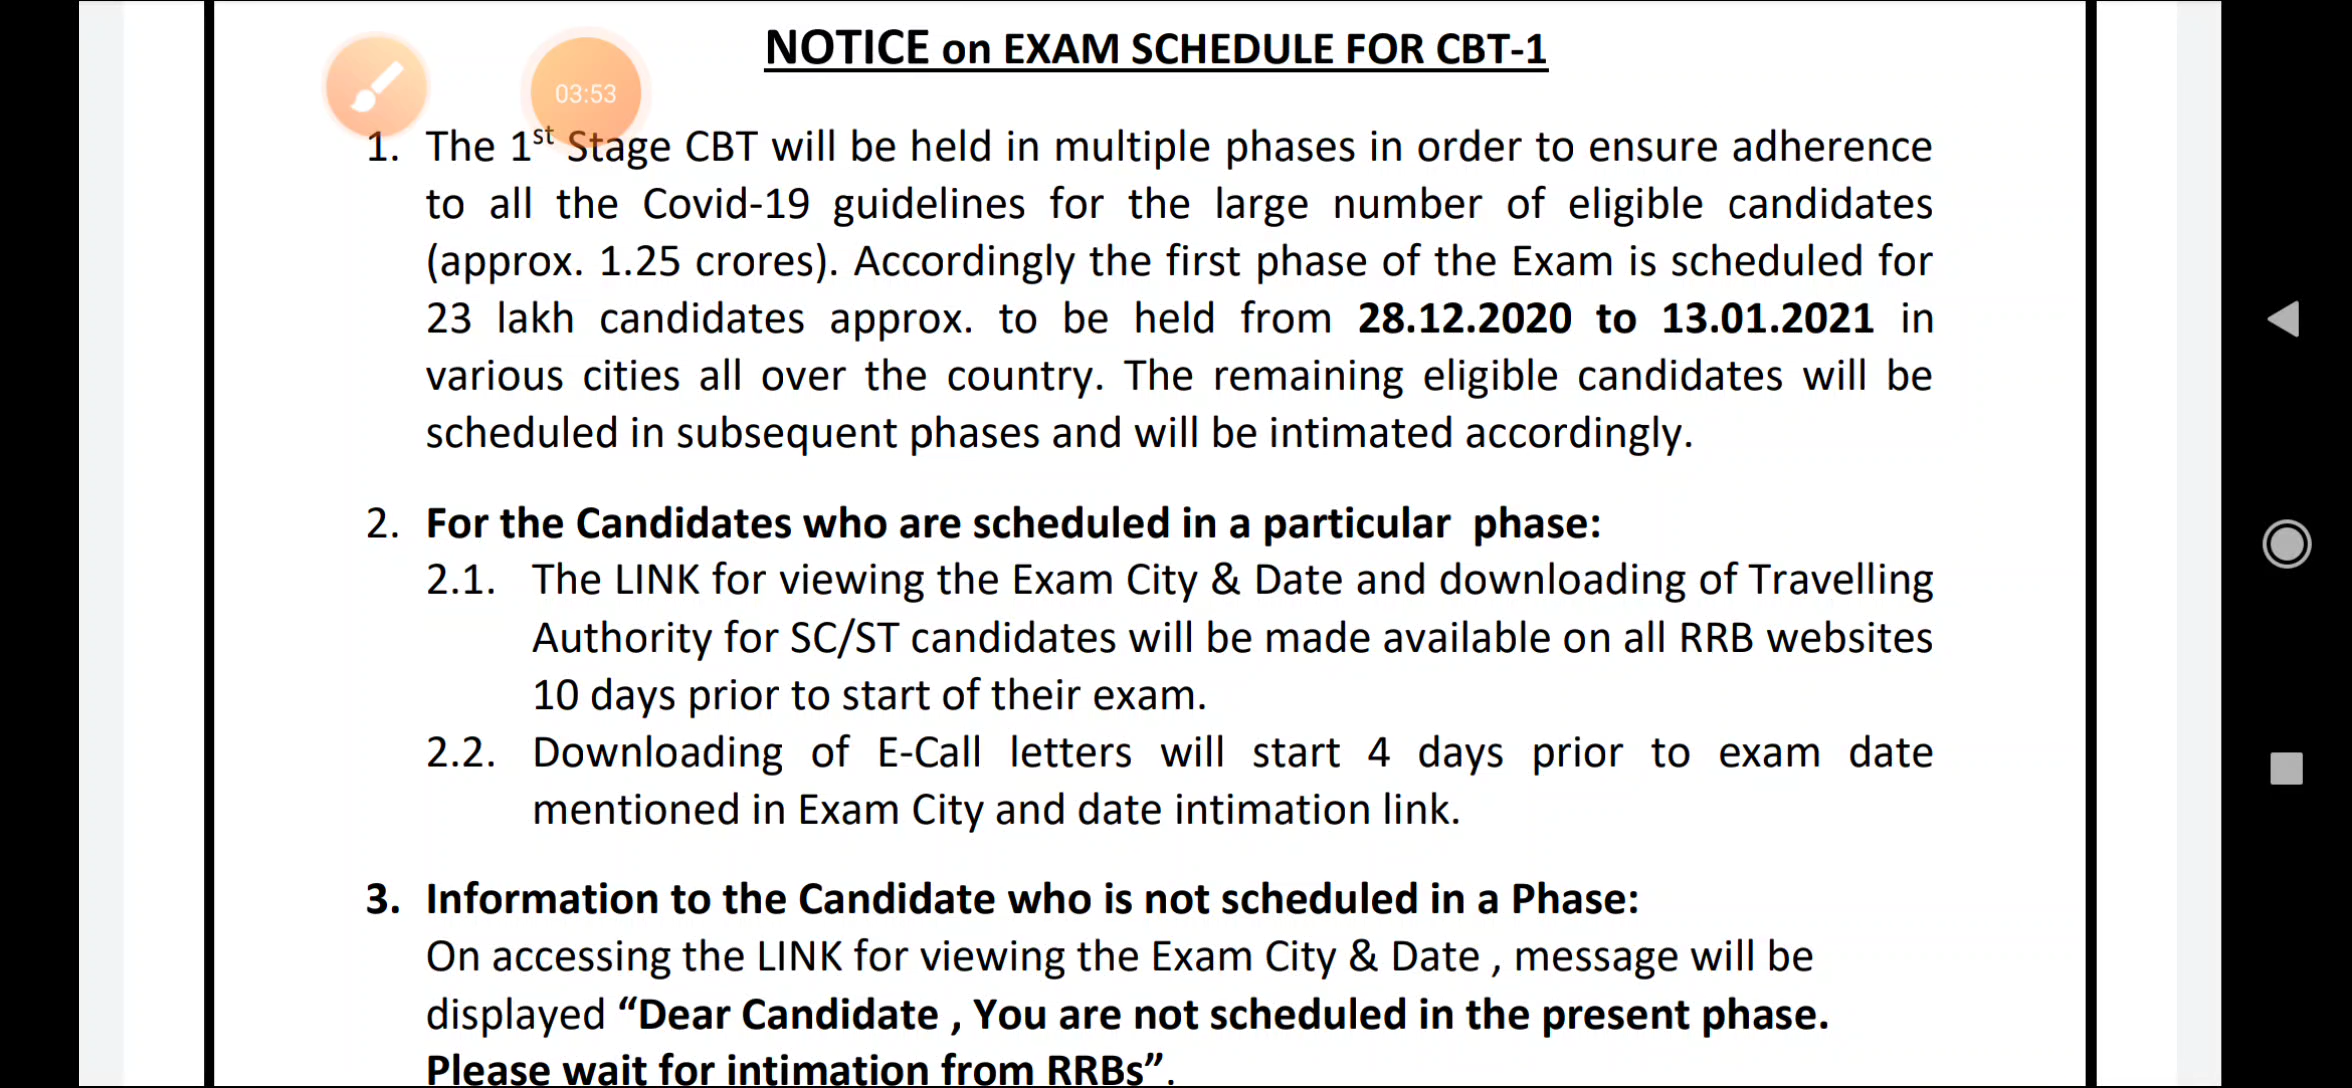 NOTICE on EXAM SCHEDULE FOR CBT-1
03:53
1. The 1st Stage CBT will be held in multiple phases in order to ensure adherence
to all the Covid-19 guidelines for the large number of eligible candidates
(approx. 1.25 crores). Accordingly the first phase of the Exam is scheduled for
23 lakh candidates approx. to be held from 28.12.2020 to 13.01.2021 in
various cities all over the country. The remaining eligible candidates will be
scheduled in subsequent phases and will be intimated accordingly.
2. For the Candidates who are scheduled in a particular phase:
2.1. The LINK for viewing the Exam City & Date and downloading of Travelling
Authority for SC/ST candidates will be made available on all RRB websites
10 days prior to start of their exam.
2.2. Downloading of E-Call letters will start 4 days prior to exam date
mentioned in Exam City and date intimation link.
3. Information to the Candidate who is not scheduled in a Phase:
On accessing the LINK for viewing the Exam City & Date , message will be
displayed “Dear Candidate , You are not scheduled in the present phase.
Please wait for intimation from RRBs”.